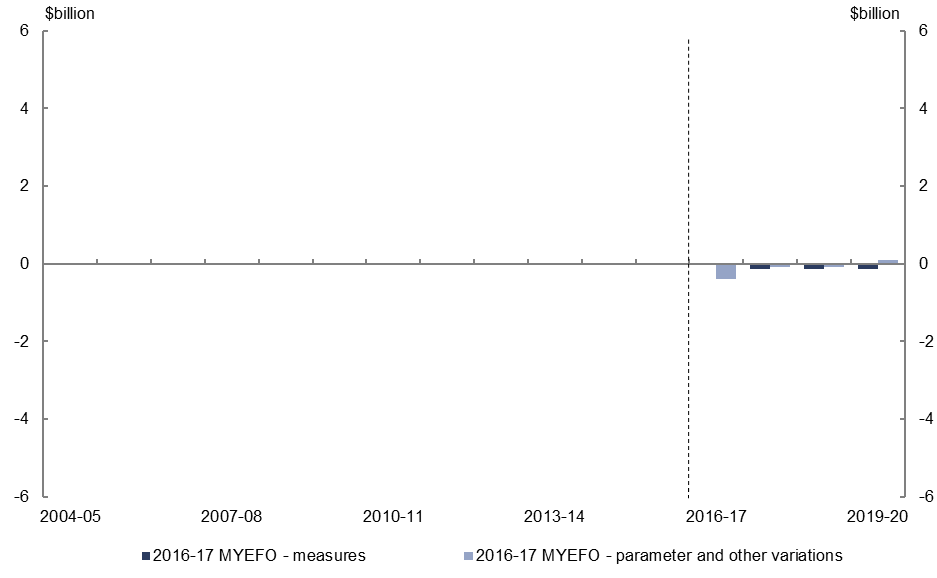 $billion $billion
6 6
4 4
2 2
0 0
-2 -2
-4 -4
-6 -6
2004-05 2007-08 2010-11 2013-14 2016-17 2019-20
2016-17 MYEFO - measures 2016-17 MYEFO - parameter and other variations